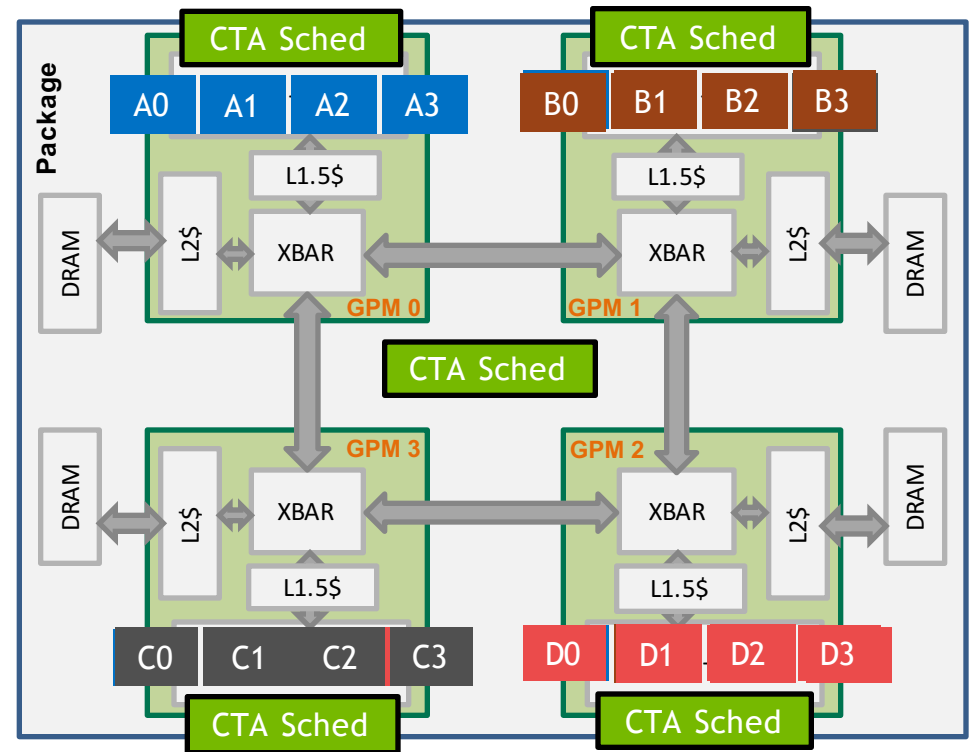 CTA Sched
CTA Sched
Package
A0 A1 A2 A3
B0 B1 B2 B3
L1.5$
L1.5$
DRAM
L2$
XBAR
XBAR
L2$
DRAM
GPM 0
GPM 1
CTA Sched
GPM 3
GPM 2
DRAM
L2$
XBAR
XBAR
L2$
DRAM
L1.5$
L1.5$
C0 C1 C2 C3
D0 D1 D2 D3
CTA Sched
CTA Sched